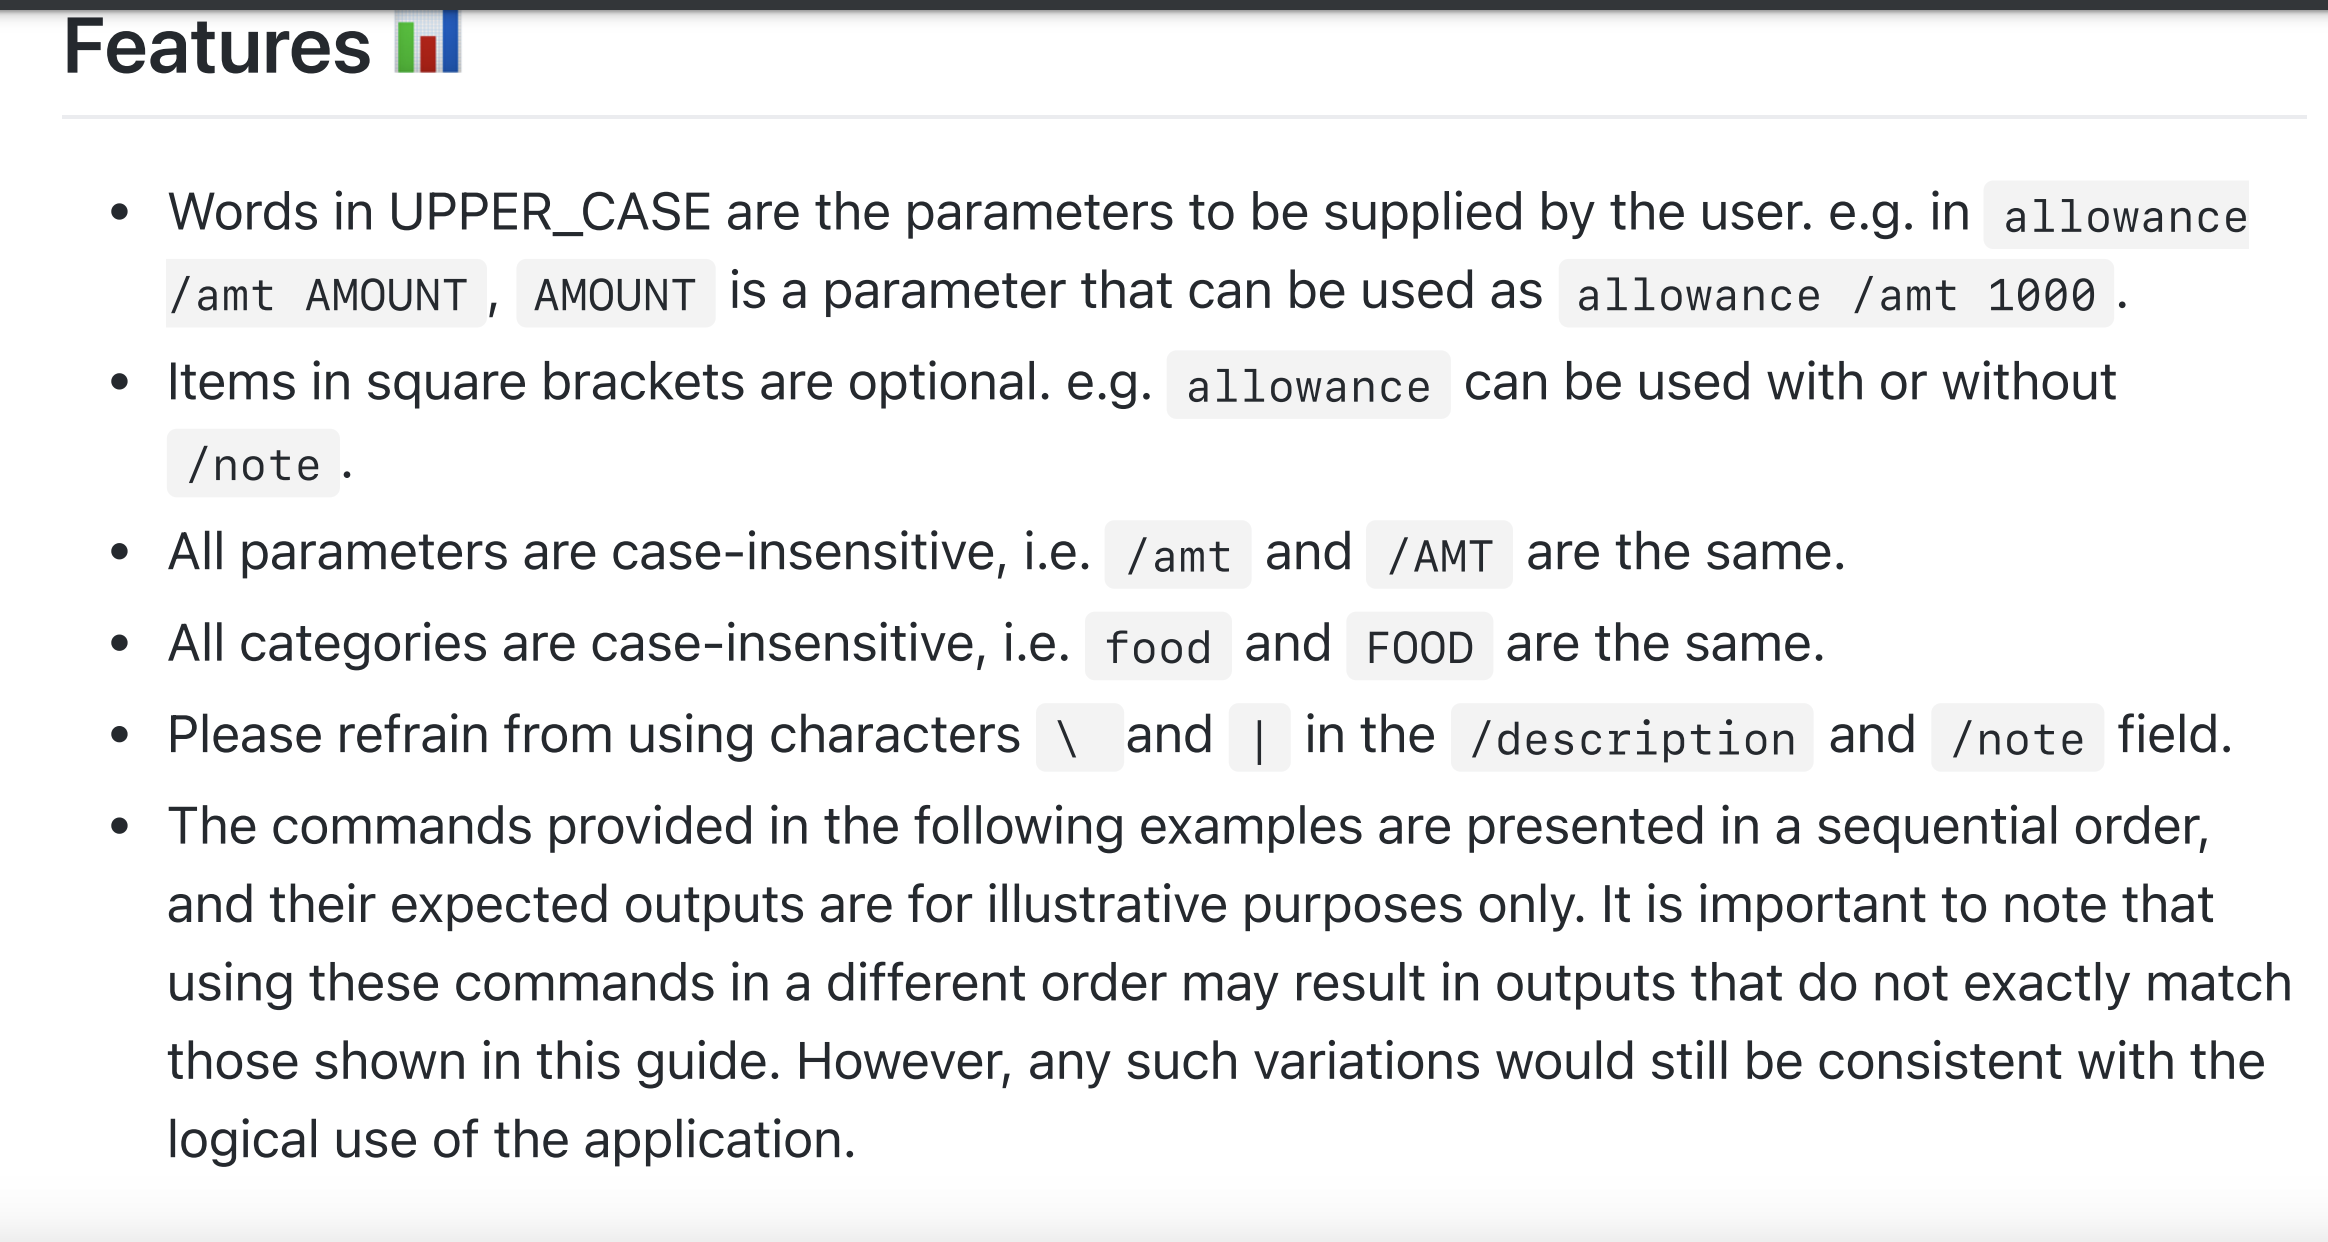 Features 📊
• Words in UPPER_CASE are the parameters to be supplied by the user. e.g. in allowance
/amt AMOUNT, AMOUNT is a parameter that can be used as allowance /amt 1000.
• Items in square brackets are optional. e.g. allowance can be used with or without
/note.
• All parameters are case-insensitive, i.e. /amt and /AMT are the same.
• All categories are case-insensitive, i.e. food and FOOD are the same.
• Please refrain from using characters \ and | in the /description and /note field.
• The commands provided in the following examples are presented in a sequential order,
and their expected outputs are for illustrative purposes only. It is important to note that
using these commands in a different order may result in outputs that do not exactly match
those shown in this guide. However, any such variations would still be consistent with the
logical use of the application.